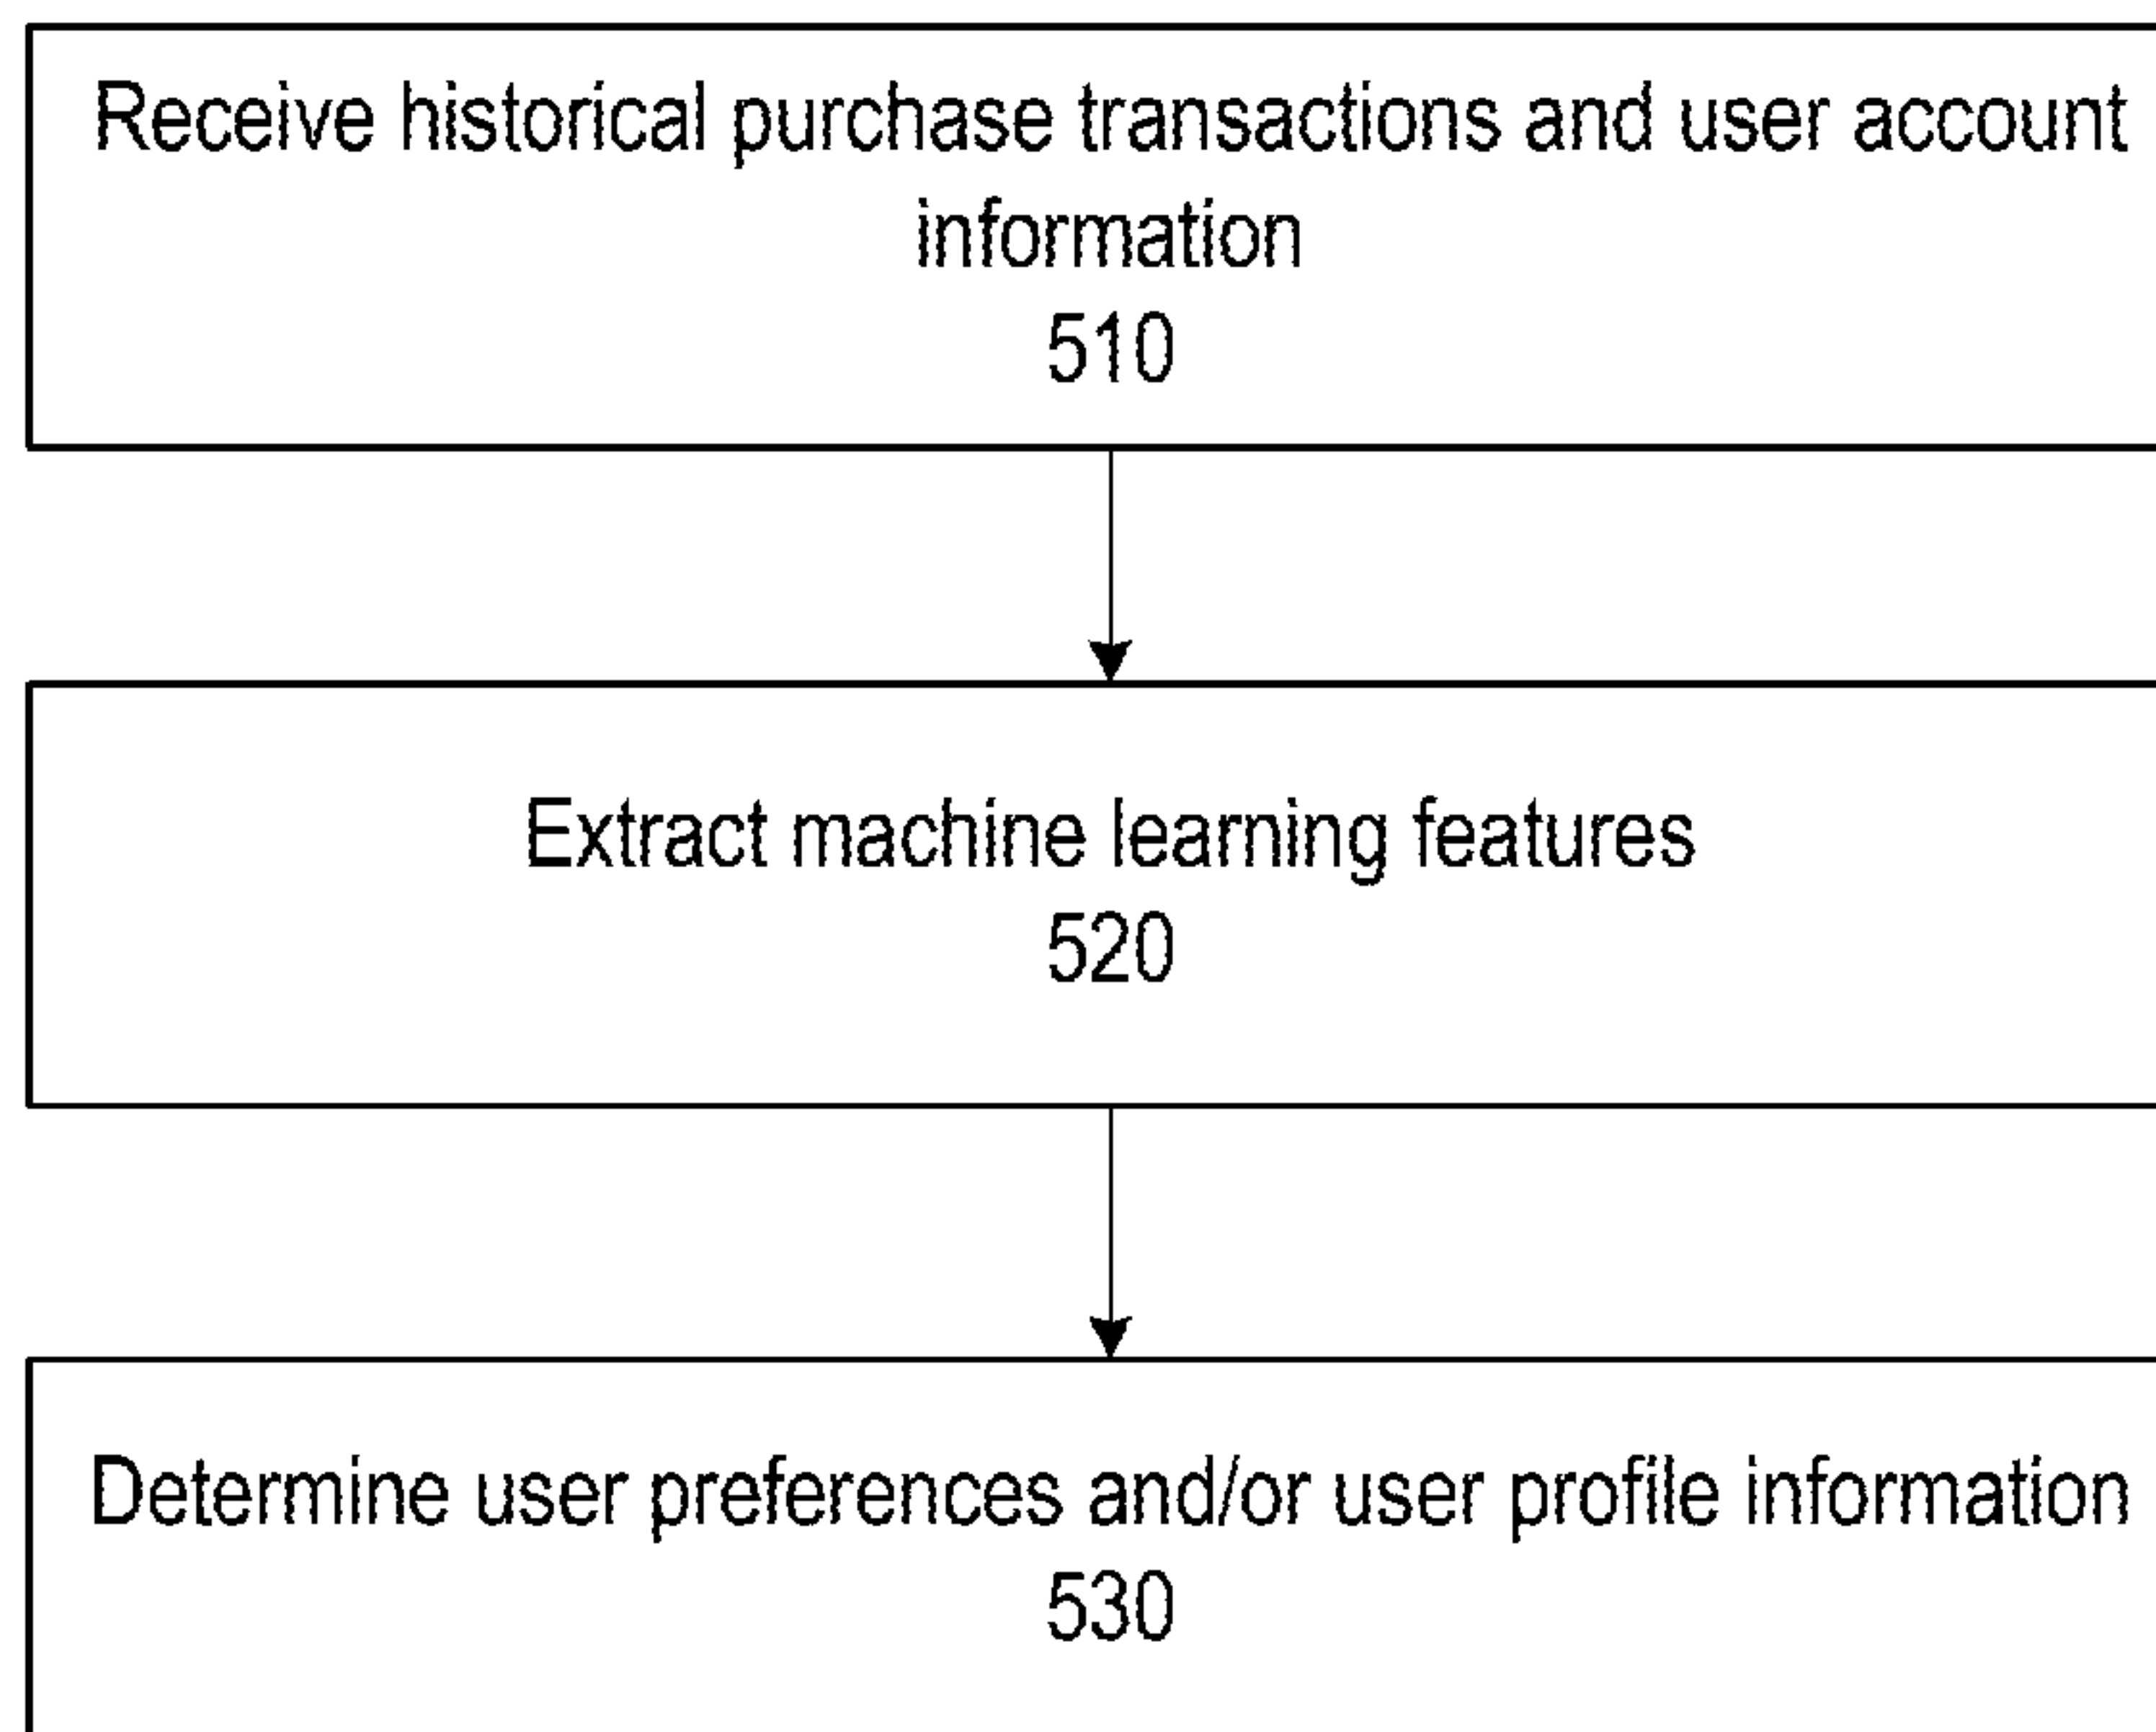 Receive historical purchase transactions and user account
information
510
Extract machine learning features
520
Determine user preferences and/or user profile information
530